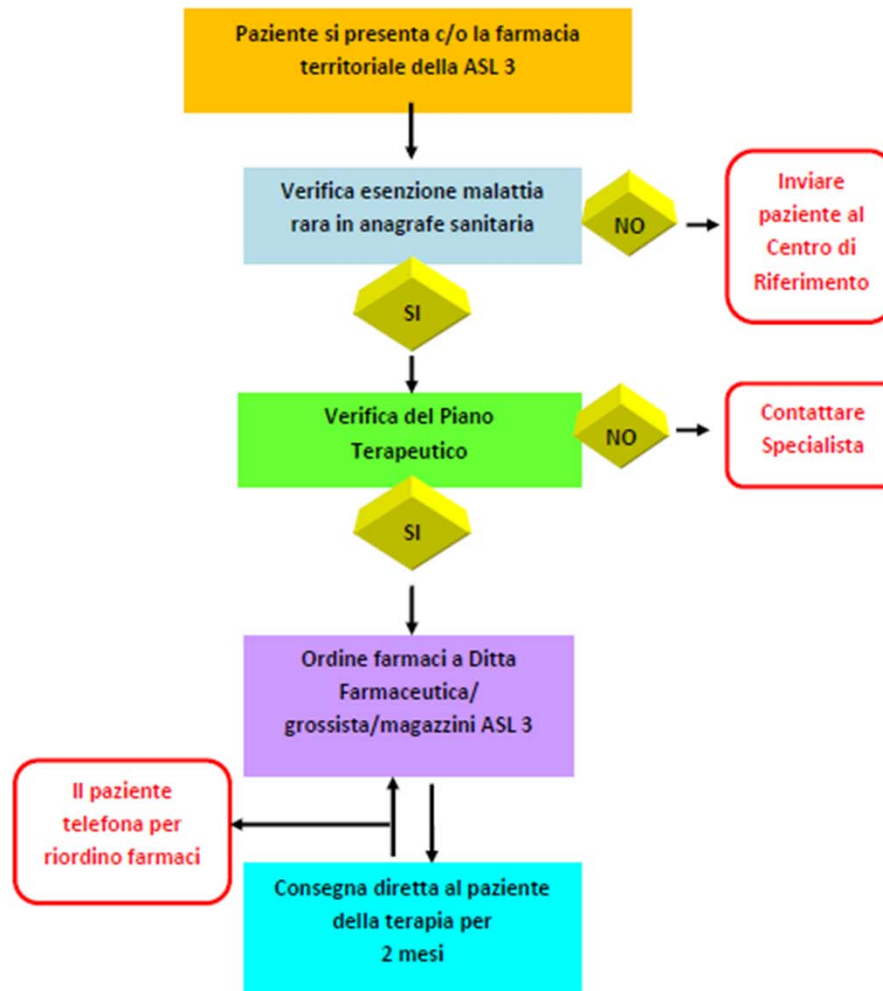 Paziente si presenta c/o la farmacia
territoriale della ASL 3
Verifica esenzione malattia
rara in anagrafe sanitaria
NO
Inviare
paziente al
Centro di
Riferimento
SI
Verifica del Piano
Terapeutico
NO
Contattare
Specialista
SI
Ordine farmaci a Ditta
Farmaceutica/
grossista/magazzini ASL 3
Il paziente
telefona per
riordino farmaci
Consegna diretta al paziente
della terapia per
2 mesi